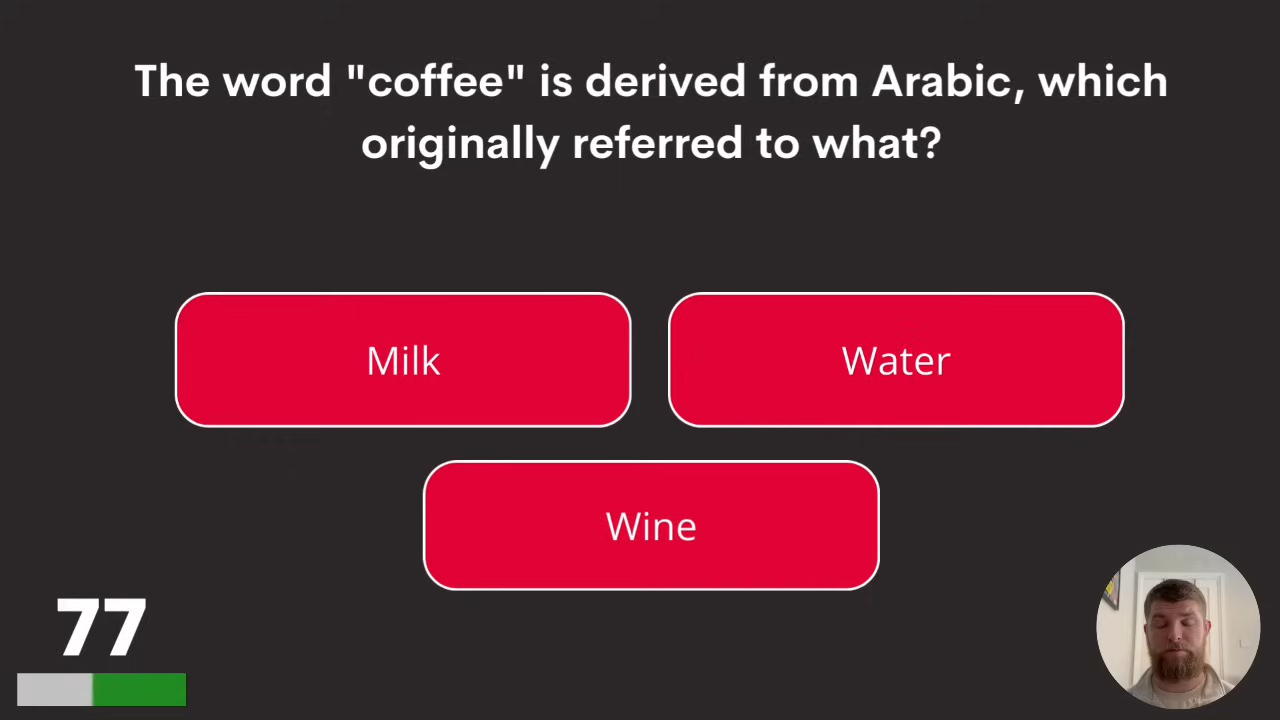 The word "coffee" is derived from Arabic, which
originally referred to what?
Milk
Water
Wine
77